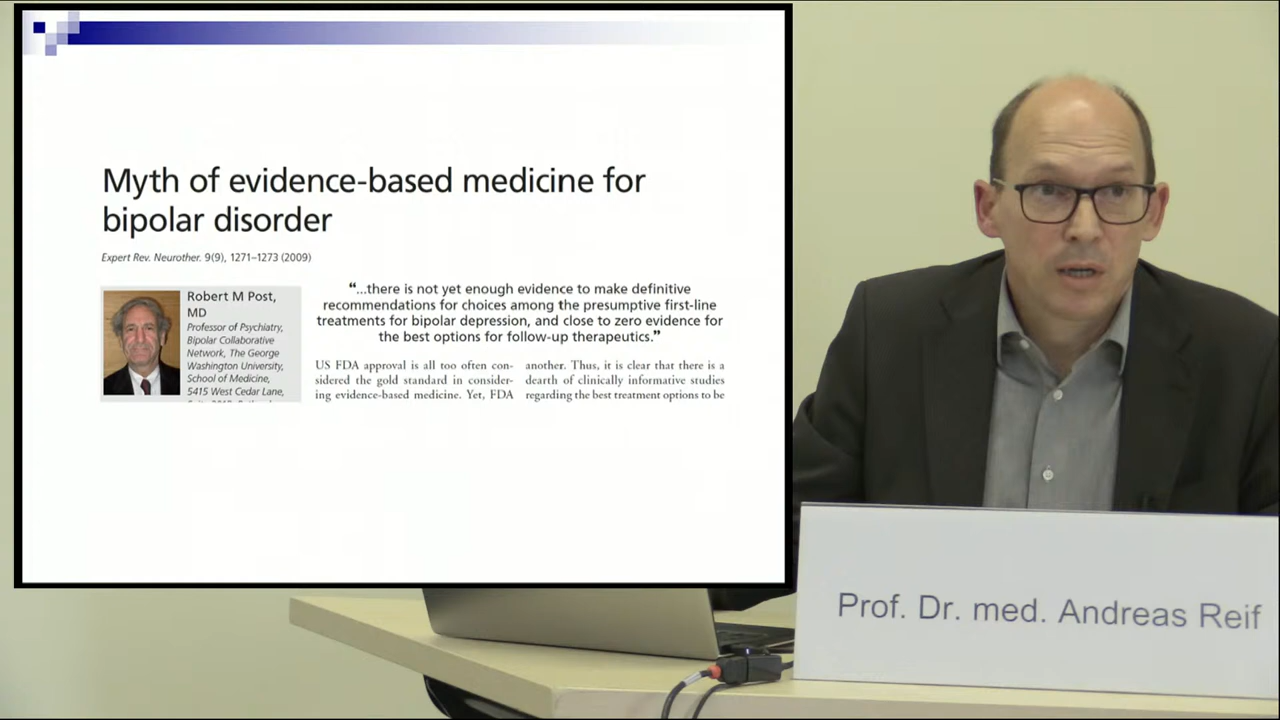 Myth of evidence-based medicine for
bipolar disorder
Expert Rev. Neurother. 9(9), 1271–1273 (2009)
Robert M Post,
MD
Professor of Psychiatry,
Bipolar Collaborative
Network, The George
Washington University,
School of Medicine,
5415 West Cedar Lane,
“...there is not yet enough evidence to make definitive
recommendations for choices among the presumptive first-line
treatments for bipolar depression, and close to zero evidence for
the best options for follow-up therapeutics.”
US FDA approval is all too often con-
sidered the gold standard in consider-
ing evidence-based medicine. Yet, FDA
another. Thus, it is clear that there is a
dearth of clinically informative studies
regarding the best treatment options to be
Prof. Dr. med. Andreas Reif